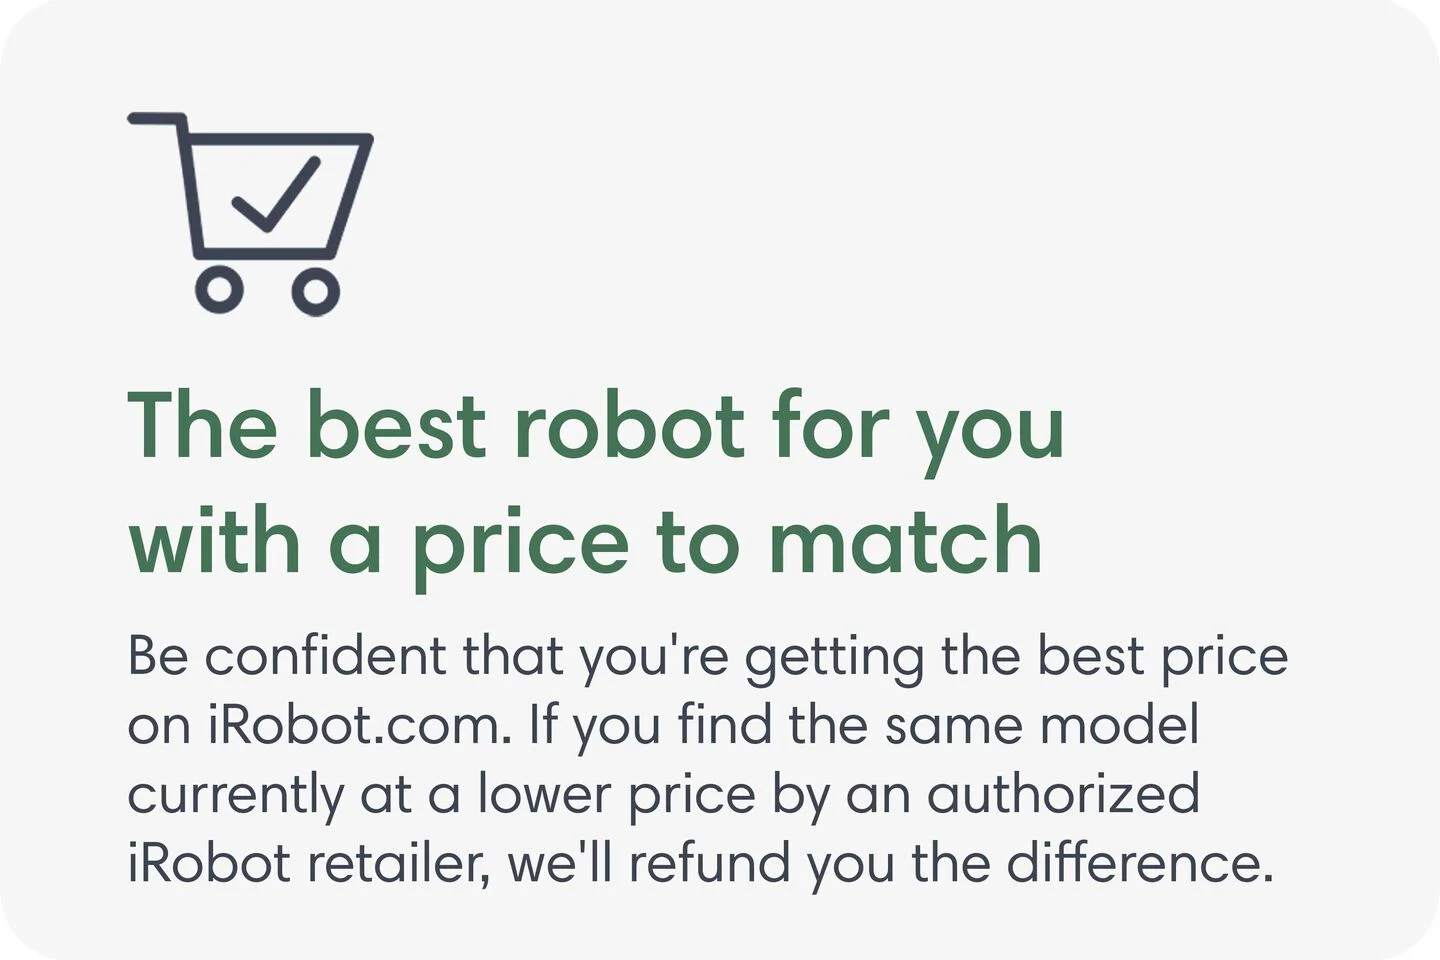 The best robot for you
with a price to match
Be confident that you're getting the best price
on iRobot.com. If you find the same model
currently at a lower price by an authorized
iRobot retailer, we'll refund you the difference.